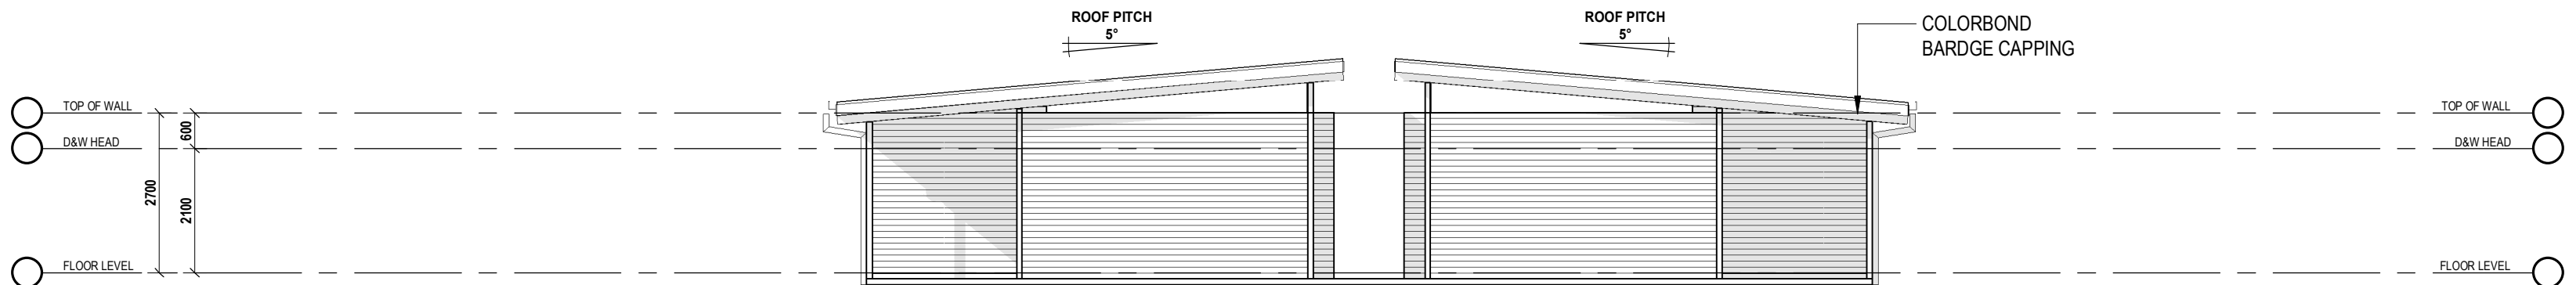 ROOF PITCH
5°
ROOF PITCH
5°
COLORBOND
BARDGE CAPPING
TOP OF WALL
TOP OF WALL
600
D&W HEAD
D&W HEAD
2700
2100
FLOOR LEVEL
FLOOR LEVEL